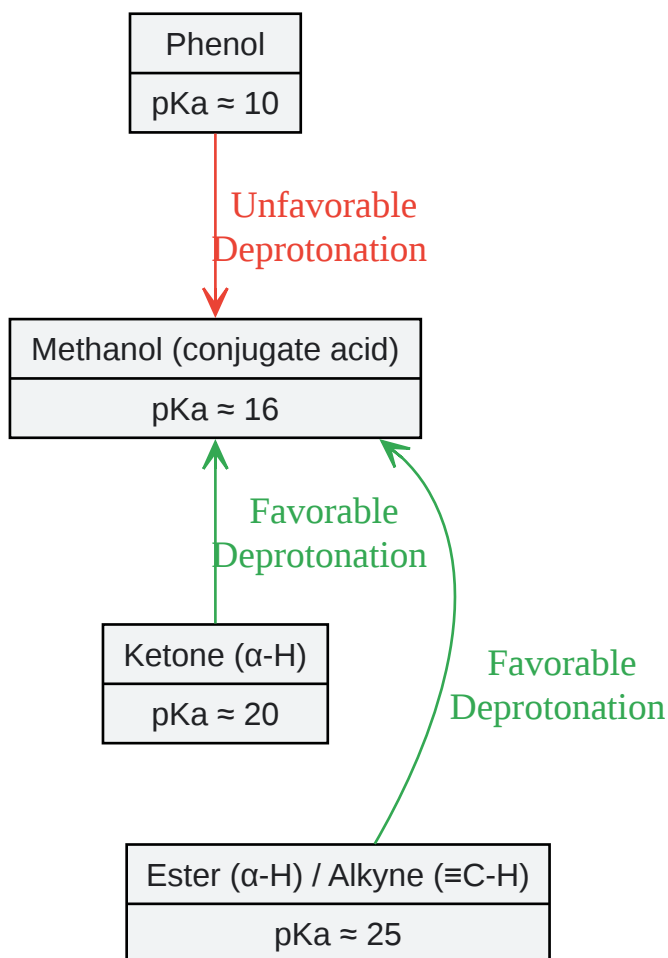 Phenol
pKa ≈ 10
Unfavorable
Deprotonation
Methanol (conjugate acid)
pKa ≈ 16
Favorable
Deprotonation
Ketone (α-H)
pKa ≈ 20
Favorable
Deprotonation
Ester (α-H) / Alkyne (≡C-H)
pKa ≈ 25